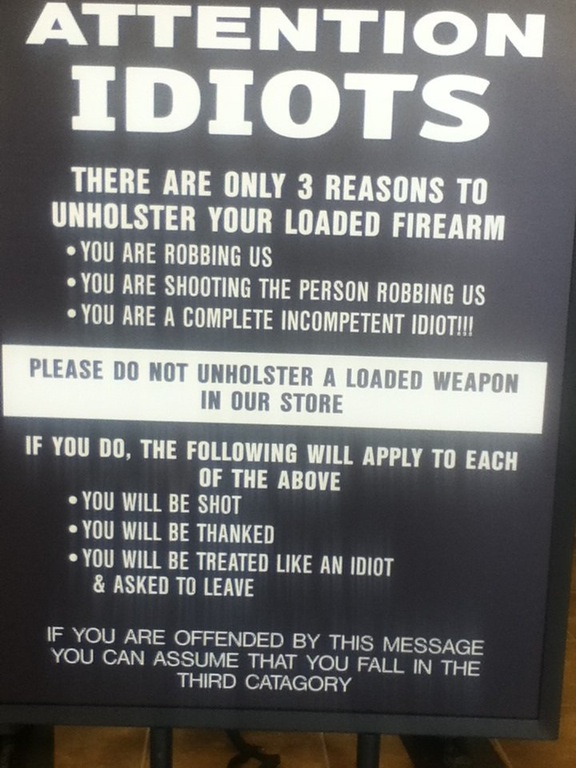 ATTENTION
IDIOTS
THERE ARE ONLY 3 REASONS TO
UNHOLSTER YOUR LOADED FIREARM
• YOU ARE ROBBING US
• YOU ARE SHOOTING THE PERSON ROBBING US
• YOU ARE A COMPLETE INCOMPETENT IDIOT!!!
PLEASE DO NOT UNHOLSTER A LOADED WEAPON
IN OUR STORE
IF YOU DO, THE FOLLOWING WILL APPLY TO EACH
OF THE ABOVE
• YOU WILL BE SHOT
• YOU WILL BE THANKED
• YOU WILL BE TREATED LIKE AN IDIOT
& ASKED TO LEAVE
IF YOU ARE OFFENDED BY THIS MESSAGE
YOU CAN ASSUME THAT YOU FALL IN THE
THIRD CATAGORY